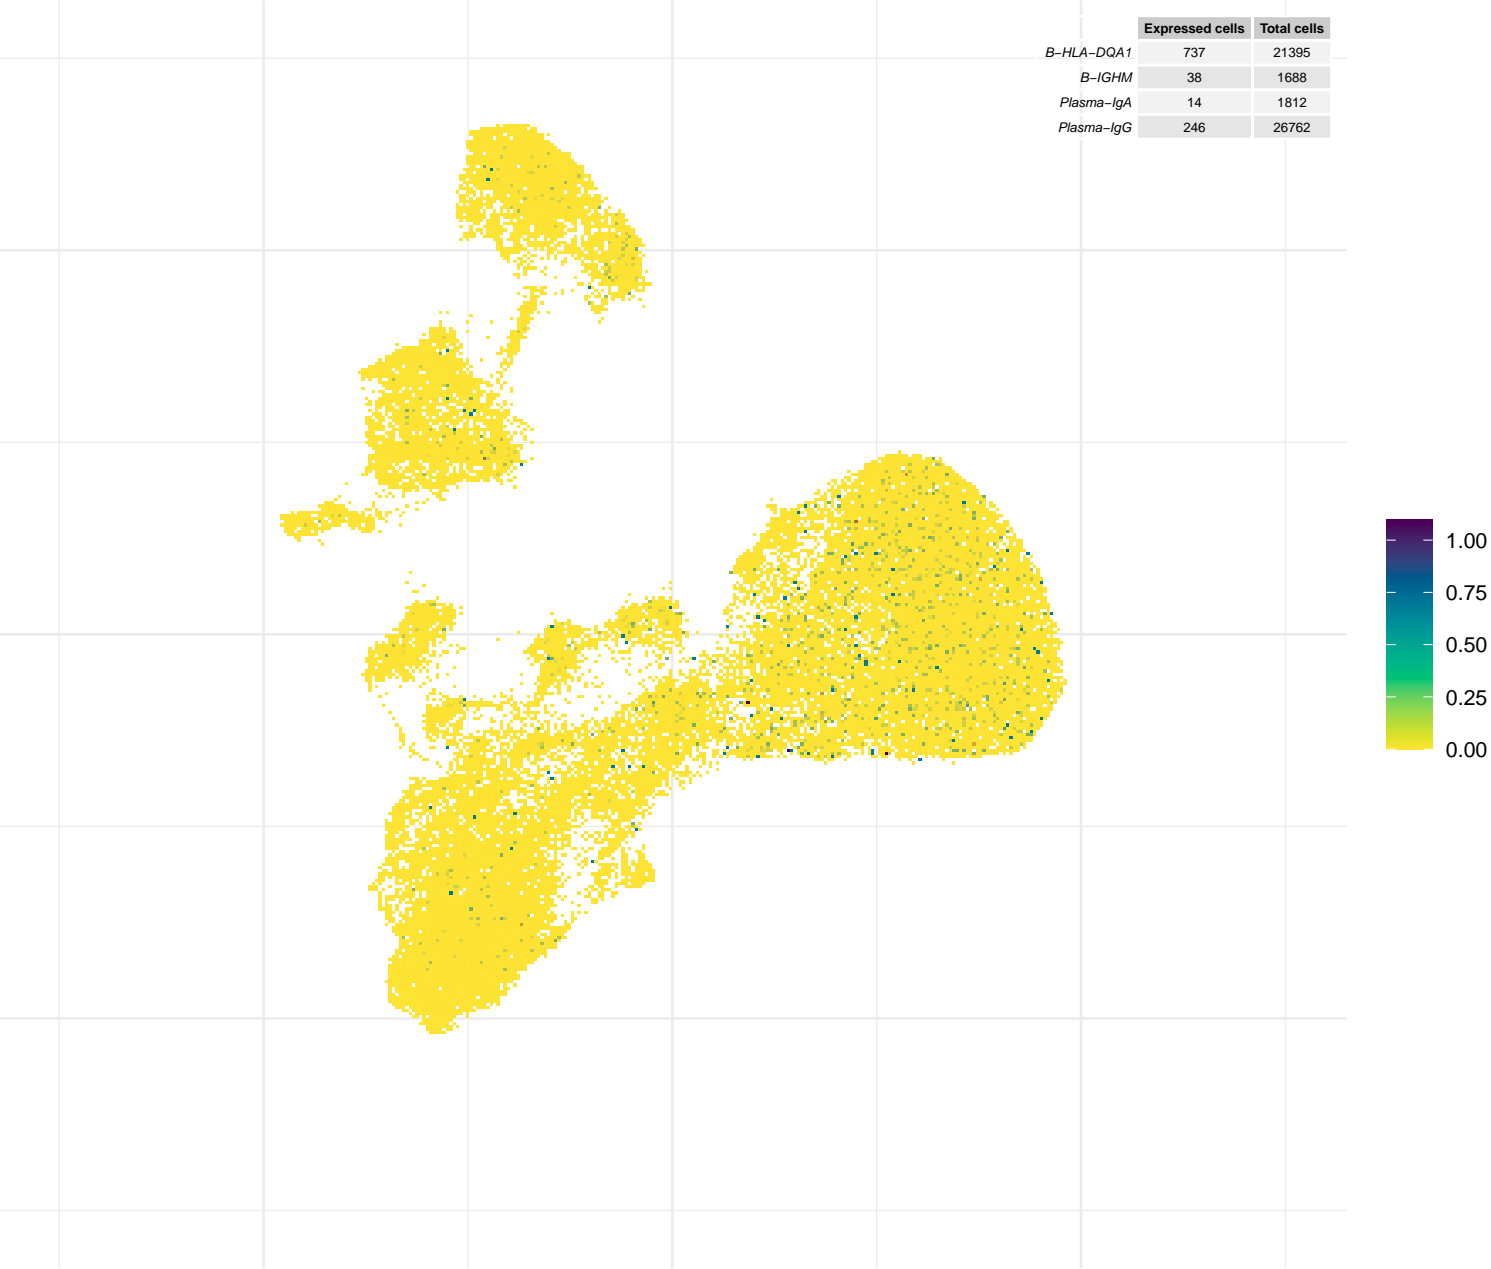 Expressed cells Total cells
B−HLA−DQA1 737 21395
B−IGHM 38 1688
Plasma−IgA 14 1812
Plasma−IgG 246 26762
1.00
0.75
0.50
0.25
0.00